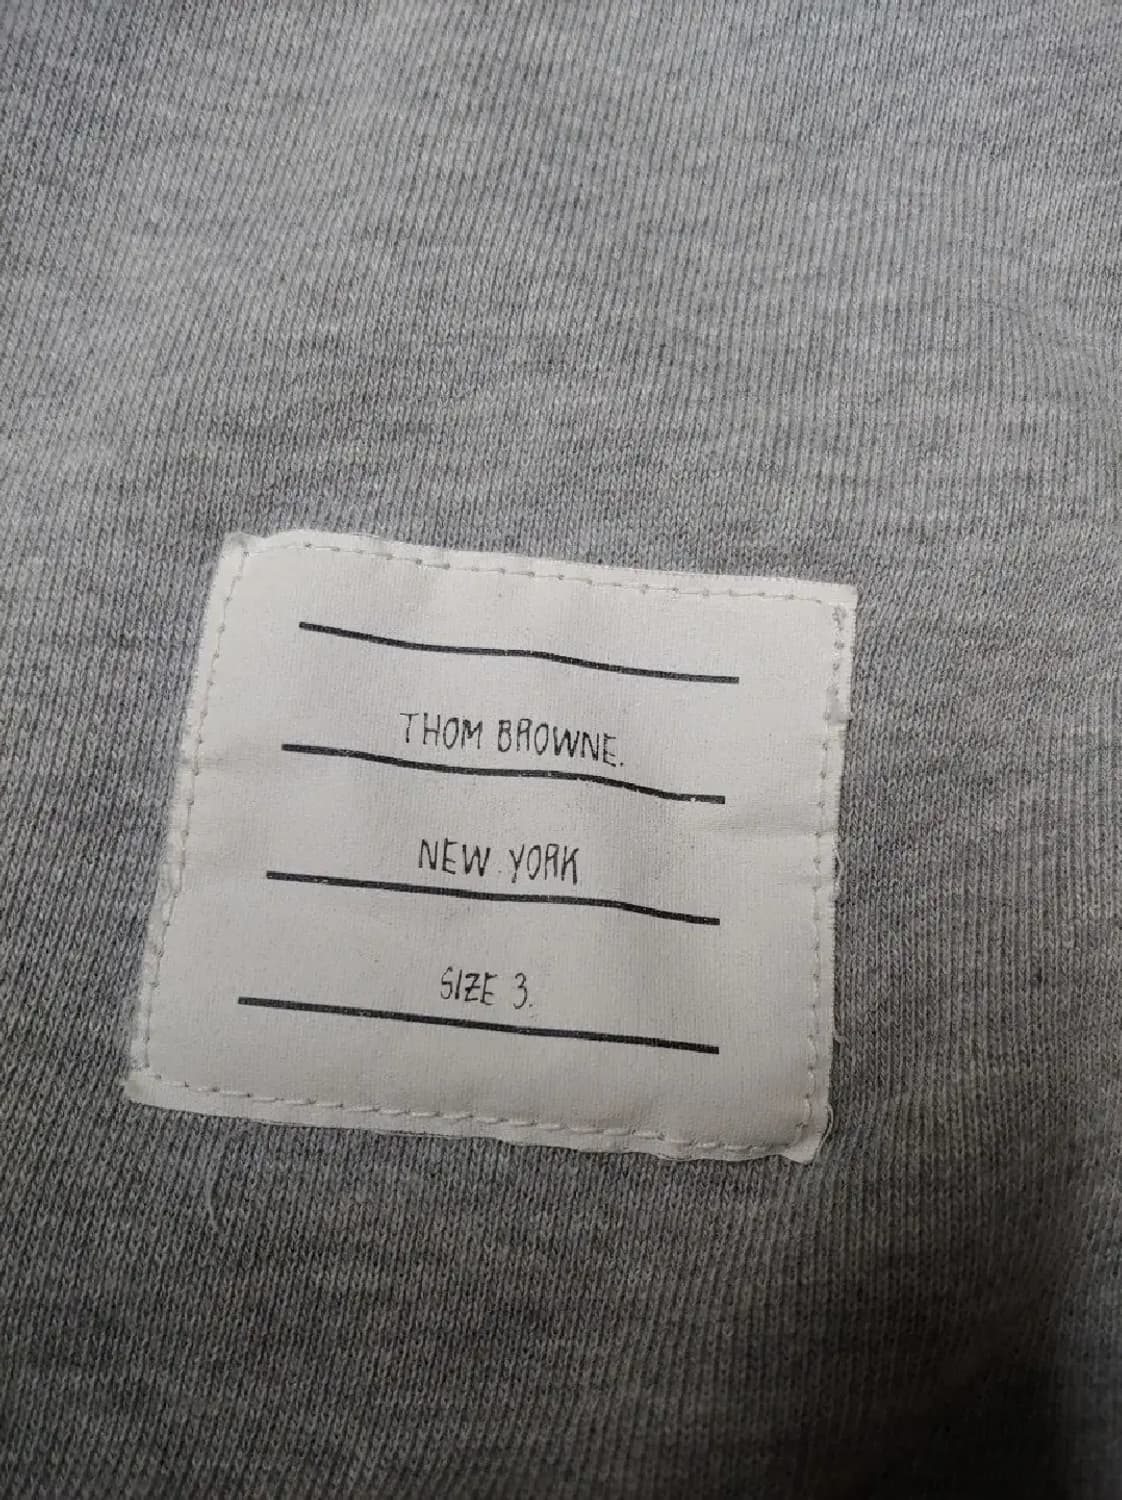 THOM BROWNE.
NEW YORK
SIZE 3.